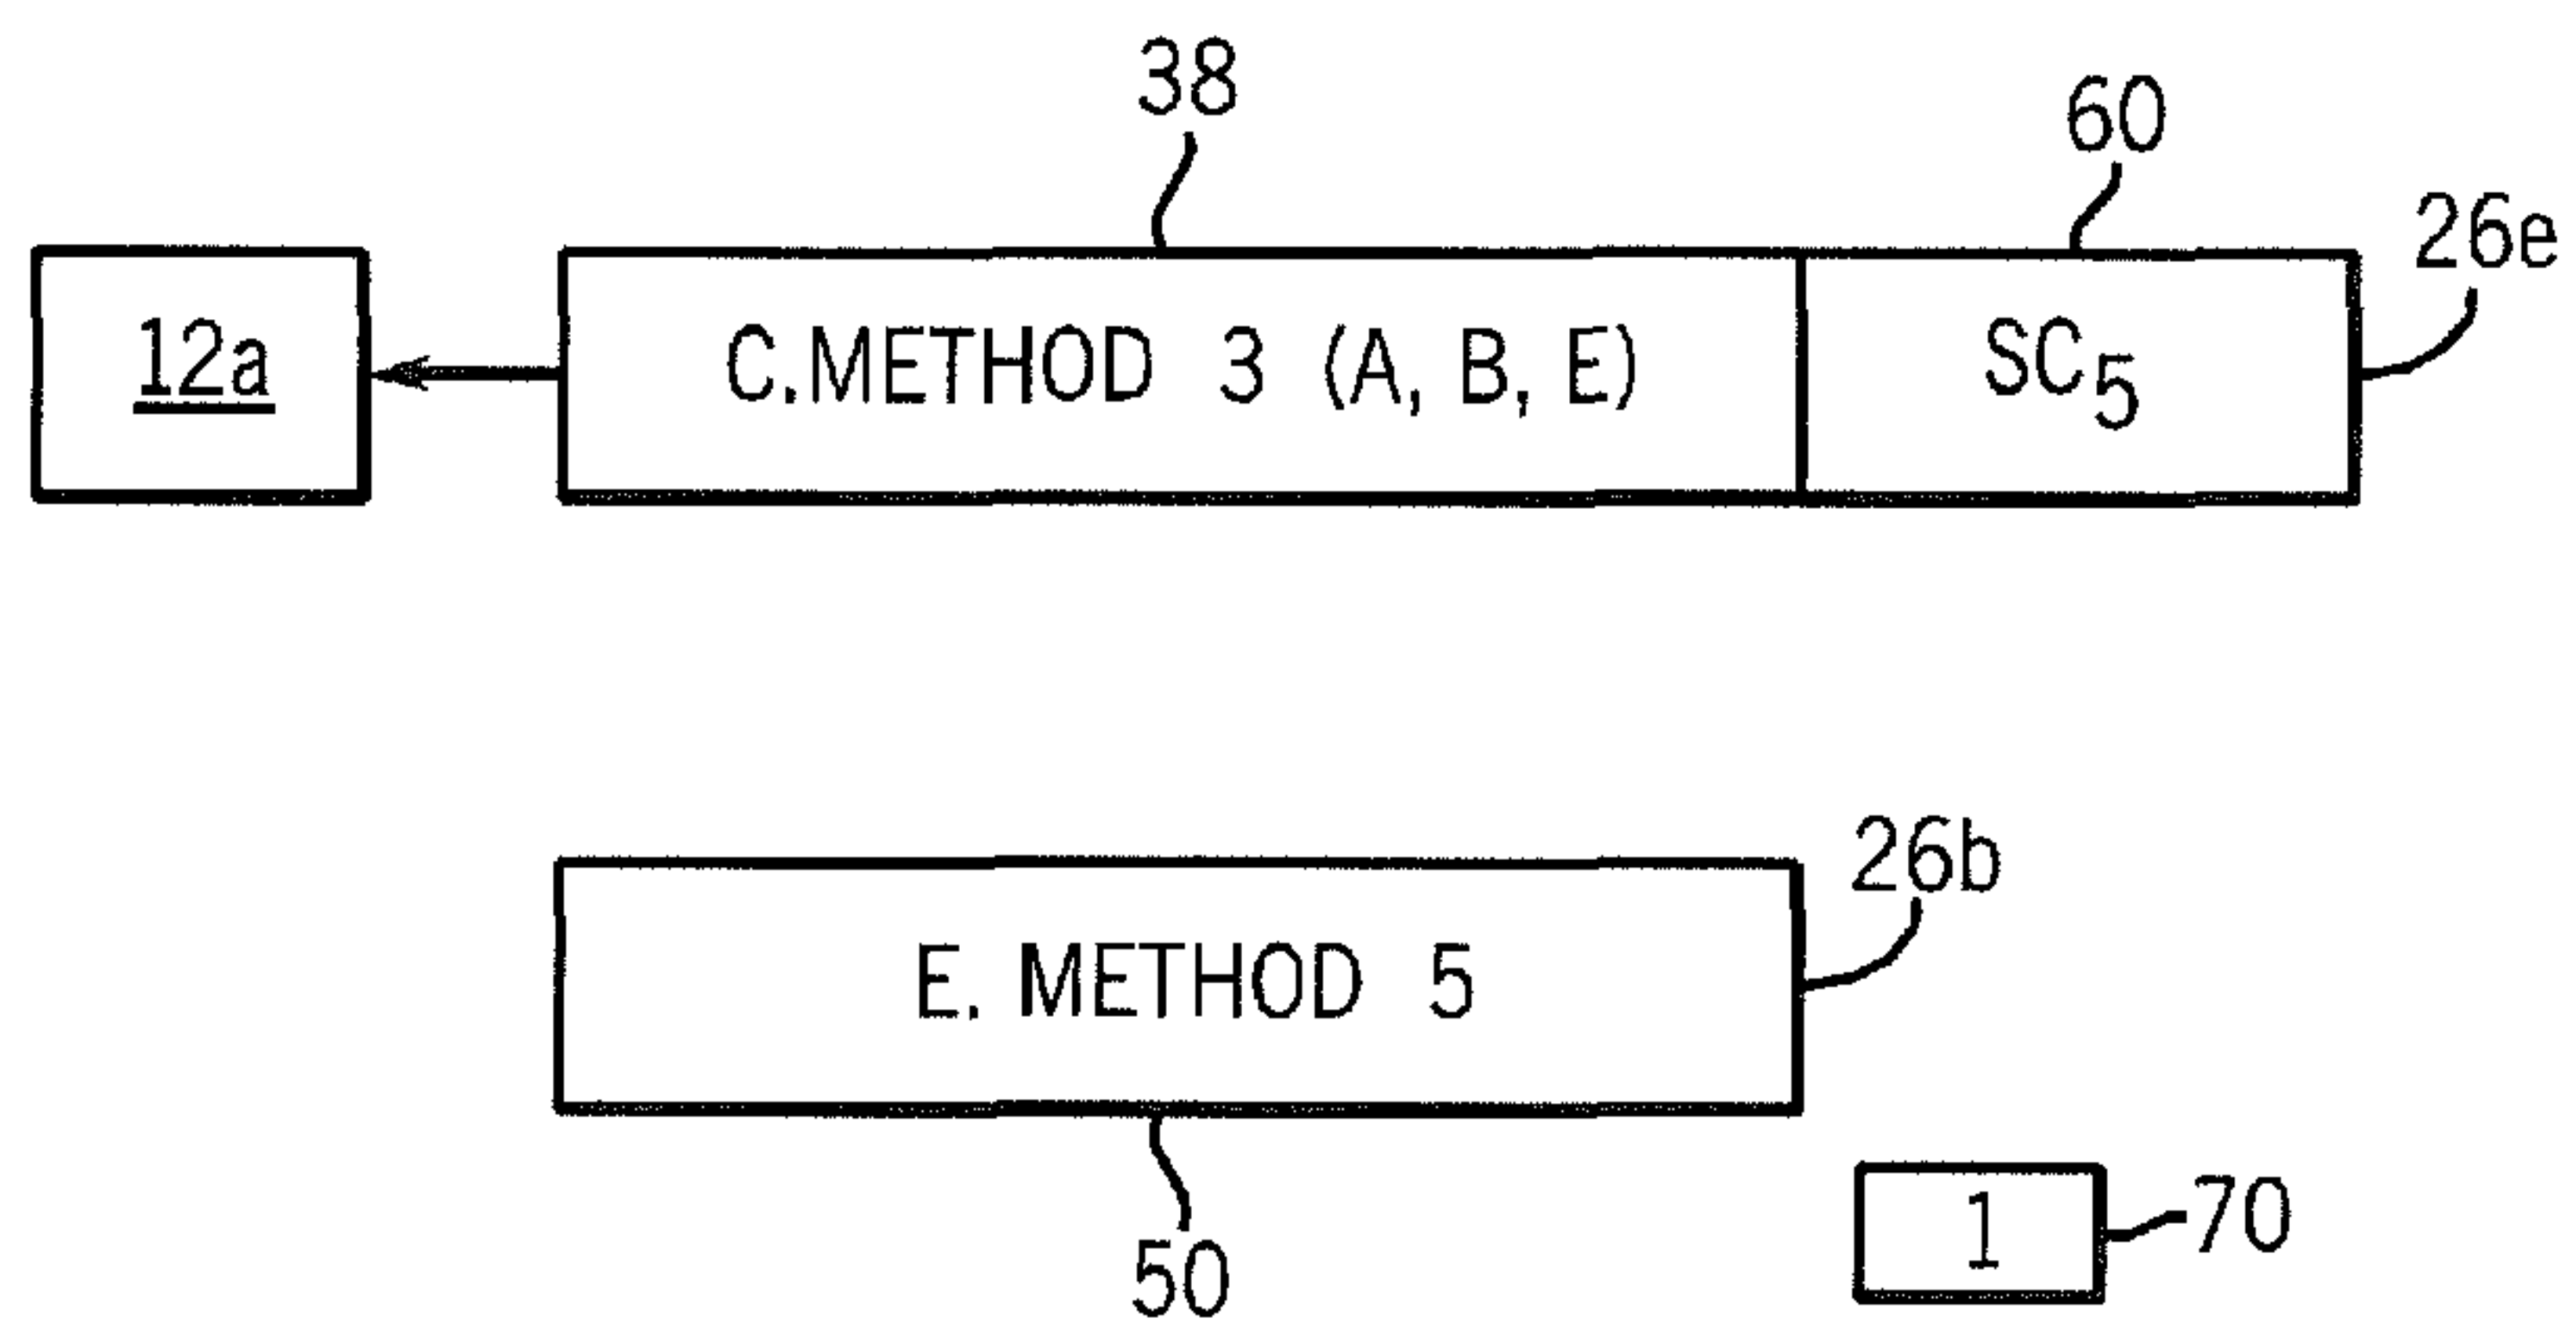 38
60
26e
12a
C.METHOD 3 (A, B, E)
SC5
26b
E. METHOD 5
50
1
70